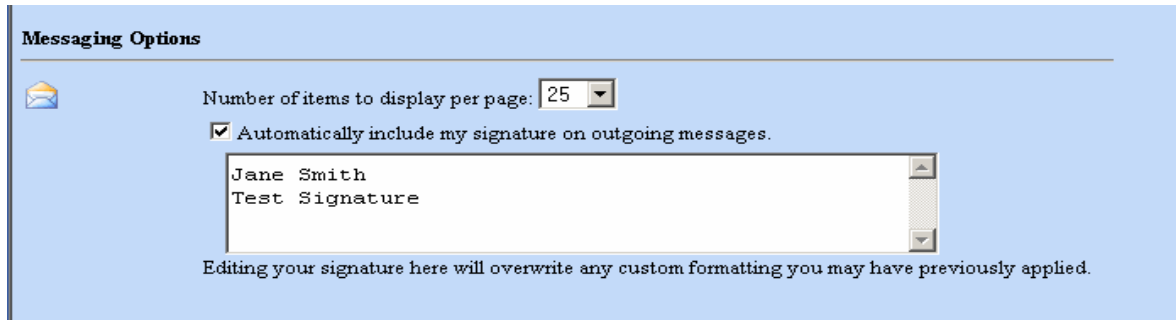 Messaging Options
Number of items to display per page: 25
Automatically include my signature on outgoing messages.
Jane Smith
Test Signature
Editing your signature here will overwrite any custom formatting you may have previously applied.